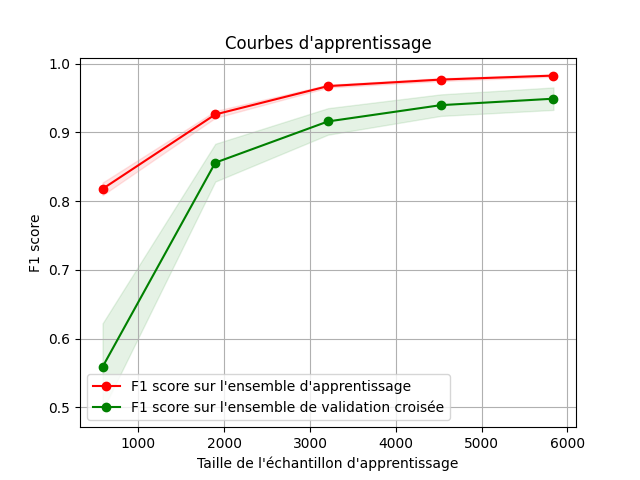 Courbes d'apprentissage
1.0
0.9
0.8
0.7
0.6
0.5
F1 score
F1 score sur l'ensemble d'apprentissage
F1 score sur l'ensemble de validation croisée
1000 2000 3000 4000 5000 6000
Taille de l'échantillon d'apprentissage